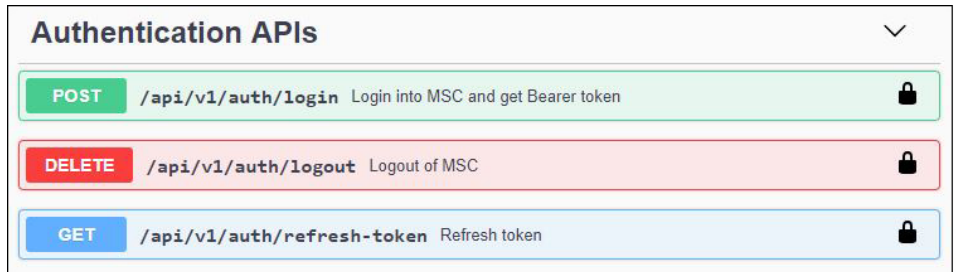 Authentication APIs
POST /api/v1/auth/login Login into MSC and get Bearer token
DELETE /api/v1/auth/logout Logout of MSC
GET /api/v1/auth/refresh-token Refresh token